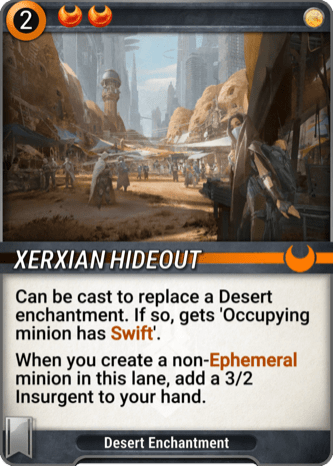 2
XERXIAN HIDEOUT
Can be cast to replace a Desert
enchantment. If so, gets 'Occupying
minion has Swift'.
When you create a non-Ephemeral
minion in this lane, add a 3/2
Insurgent to your hand.
Desert Enchantment